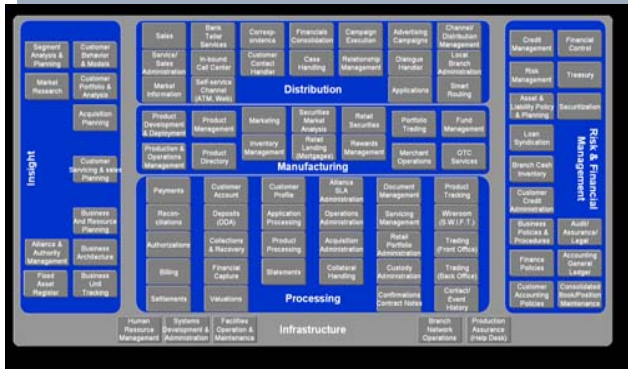 Segment
Analysis &
Planning
Customer
Behavior
& Models
Market
Research
Customer
Portfolio &
Analysis
Acquisition
Planning
Customer
Servicing & sales
Planning
Business
And Resource
Planning
Alliance &
Authority
Management
Business
Architecture
Fixed
Asset
Register
Business
Unit
Tracking
Insight
Sales
Bank
Teller
Services
Corresp-
ondence
Financials
Consolidation
Campaign
Execution
Advertising
Campaigns
Channel/
Distribution
Management
Service/
Sales
Administration
In-bound
Call Center
Customer
Contact
Handler
Case
Handling
Relationship
Management
Dialogue
Handler
Local
Branch
Administration
Market
Information
Self-service
Channel
(ATM, Web)
Distribution
Applications
Smart
Routing
Product
Development
& Deployment
Product
Management
Marketing
Securities
Market
Analysis
Retail
Securities
Portfolio
Trading
Fund
Management
Production &
Operations
Management
Product
Directory
Inventory
Management
Retail
Landing
(Mortgages)
Rewards
Management
Merchant
Operations
OTC
Services
Manufacturing
Payments
Customer
Account
Customer
Profile
Alliance
SLA
Administration
Document
Management
Product
Tracking
Recon-
ciliations
Deposits
(DDA)
Application
Processing
Operations
Administration
Servicing
Management
Wireroom
(S.W.I.F.T.)
Authorizations
Collections
& Recovery
Product
Processing
Acquisition
Administration
Retail
Portfolio
Administration
Trading
(Front Office)
Billing
Financial
Capture
Statements
Collateral
Handling
Custody
Administration
Trading
(Back Office)
Settlements
Valuations
Processing
Confirmations
Contract Notes
Contact/
Event
History
Credit
Management
Financial
Control
Risk
Management
Treasury
Asset &
Liability Policy
& Planning
Securitization
Loan
Syndication
Branch Cash
Inventory
Customer
Credit
Administration
Business
Policies &
Procedures
Audit/
Assurance/
Legal
Finance
Policies
Accounting
General
Ledger
Customer
Accounting
Policies
Consolidated
Book/Position
Maintenance
Risk & Financial
Management
Human
Resource
Management
Systems
Development &
Administration
Facilities
Operation &
Maintenance
Infrastructure
Branch
Network
Operations
Production
Assurance
(Help Desk)